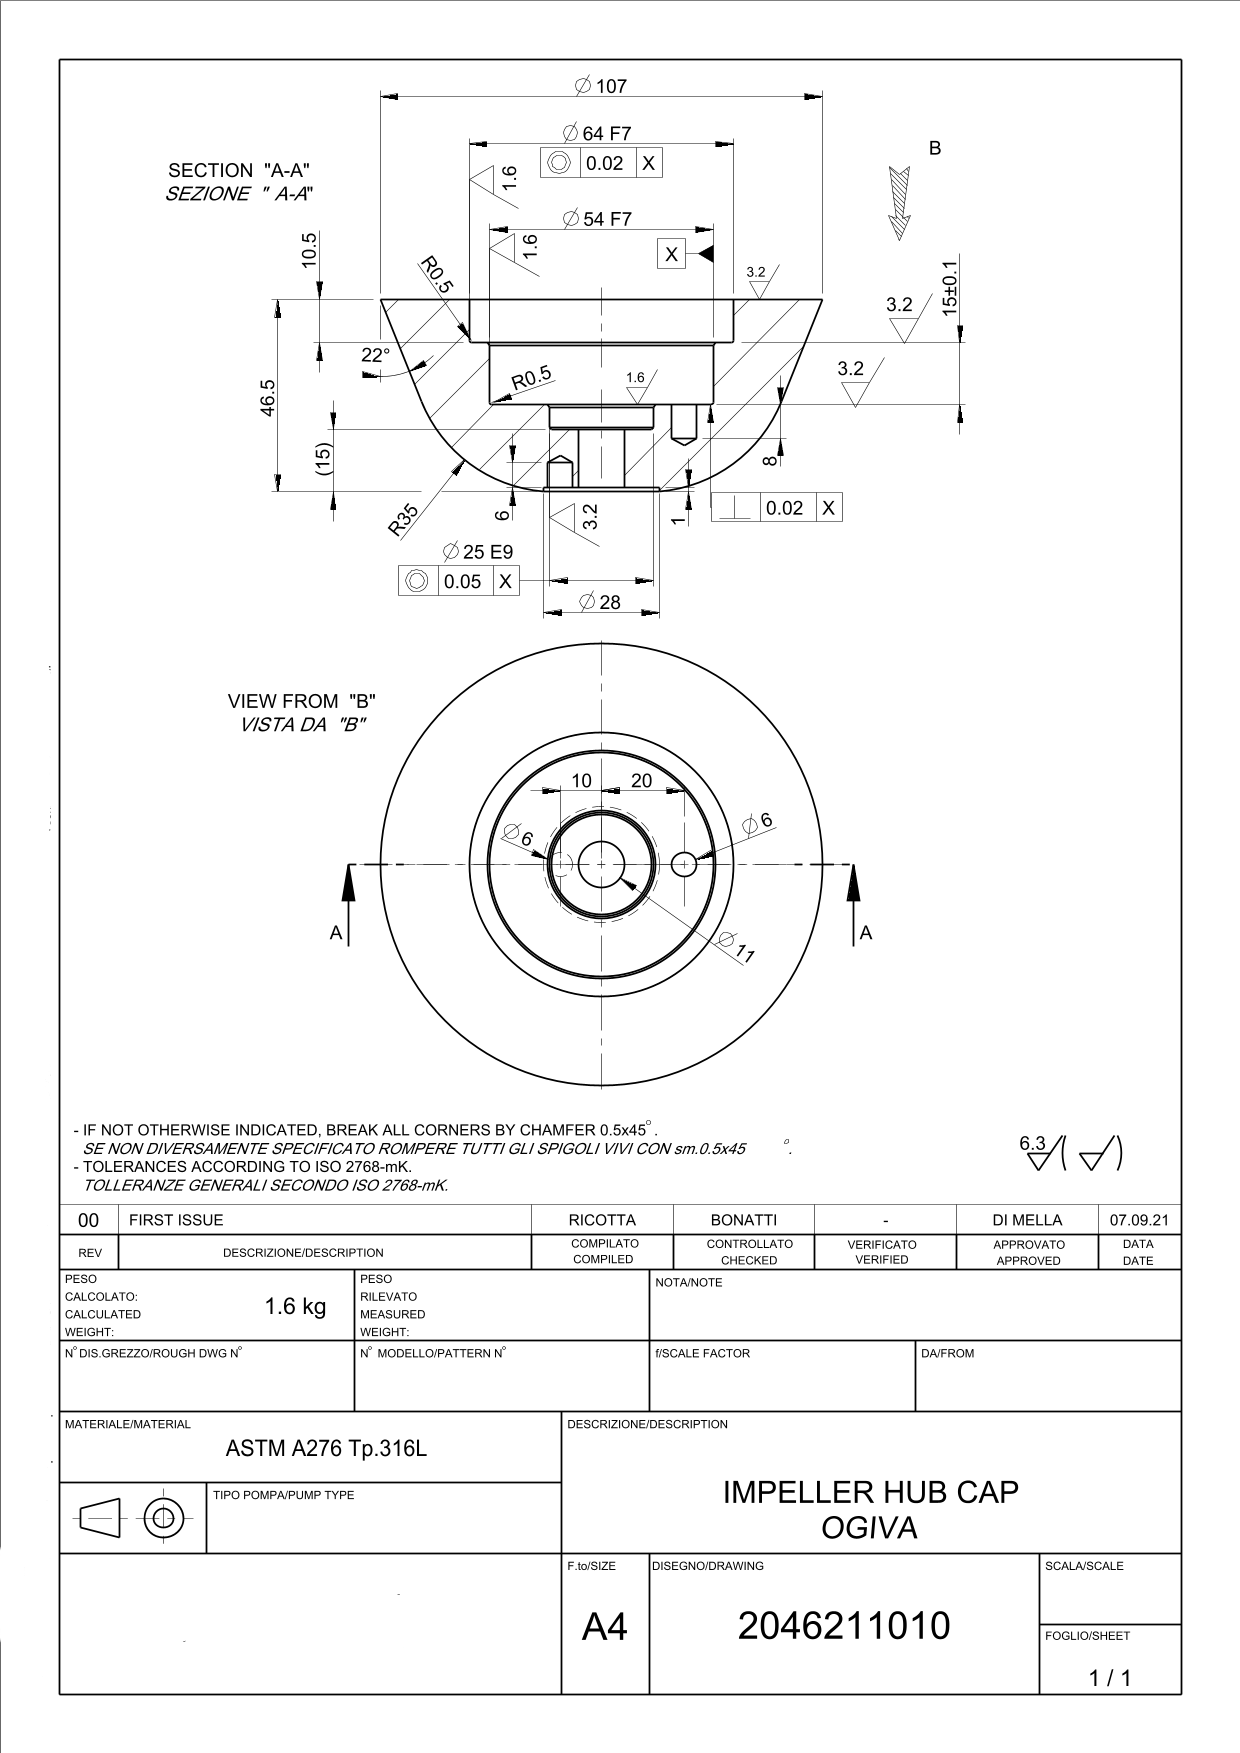 ∅ 107
∅ 64 F7
◎ 0.02 X
1.6
SECTION "A-A"
SEZIONE " A-A"
B
∅ 54 F7
1.6
X
10.5
R0.5
3.2
15±0.1
3.2
22°
R0.5
1.6
3.2
46.5
(15)
8
R35
6
3.2
1
⊥ 0.02 X
∅ 25 E9
◎ 0.05 X
∅ 28
VIEW FROM "B"
VISTA DA "B"
10
20
∅ 6
∅ 6
A
A
∅ 11
- IF NOT OTHERWISE INDICATED, BREAK ALL CORNERS BY CHAMFER 0.5x45°.
SE NON DIVERSAMENTE SPECIFICATO ROMPERE TUTTI GLI SPIGOLI VIVI CON sm.0.5x45 °.
- TOLERANCES ACCORDING TO ISO 2768-mK.
TOLLERANZE GENERALI SECONDO ISO 2768-mK.
6.3 ( )
00 FIRST ISSUE RICOTTA BONATTI - DI MELLA 07.09.21
REV DESCRIZIONE/DESCRIPTION
COMPILATO
COMPILED
CONTROLLATO
CHECKED
VERIFICATO
VERIFIED
APPROVATO
APPROVED
DATA
DATE
PESO
CALCOLATO:
CALCULATED
WEIGHT:
1.6 kg
PESO
RILEVATO
MEASURED
WEIGHT:
NOTA/NOTE
N° DIS.GREZZO/ROUGH DWG N°
N° MODELLO/PATTERN N°
f/SCALE FACTOR
DA/FROM
MATERIALE/MATERIAL
ASTM A276 Tp.316L
DESCRIZIONE/DESCRIPTION
IMPELLER HUB CAP
OGIVA
TIPO POMPA/PUMP TYPE
F.to/SIZE
A4
DISEGNO/DRAWING
2046211010
SCALA/SCALE
FOGLIO/SHEET
1 / 1